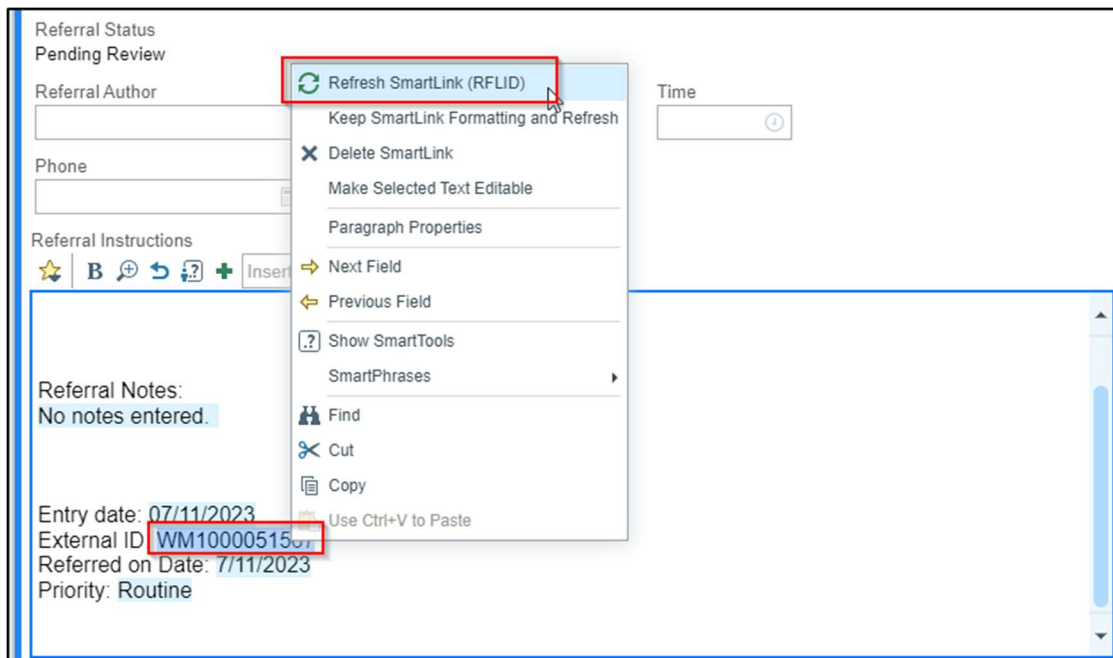 Referral Status
Pending Review
Referral Author
Time
Phone
Referral Instructions
B
Insert
Refresh SmartLink (RFLID)
Keep SmartLink Formatting and Refresh
Delete SmartLink
Make Selected Text Editable
Paragraph Properties
Next Field
Previous Field
Show SmartTools
SmartPhrases
Find
Cut
Copy
Use Ctrl+V to Paste
Referral Notes:
No notes entered.
Entry date: 07/11/2023
External ID
Referred on Date: 7/11/2023
Priority: Routine